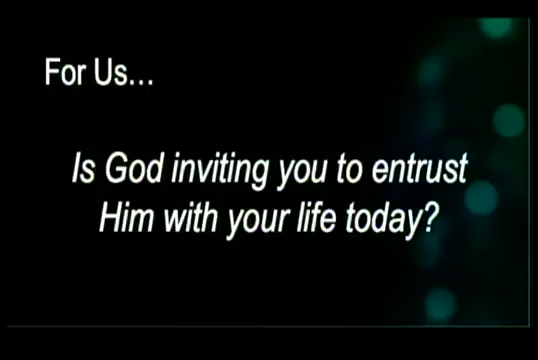 For Us...
Is God inviting you to entrust
Him with your life today?